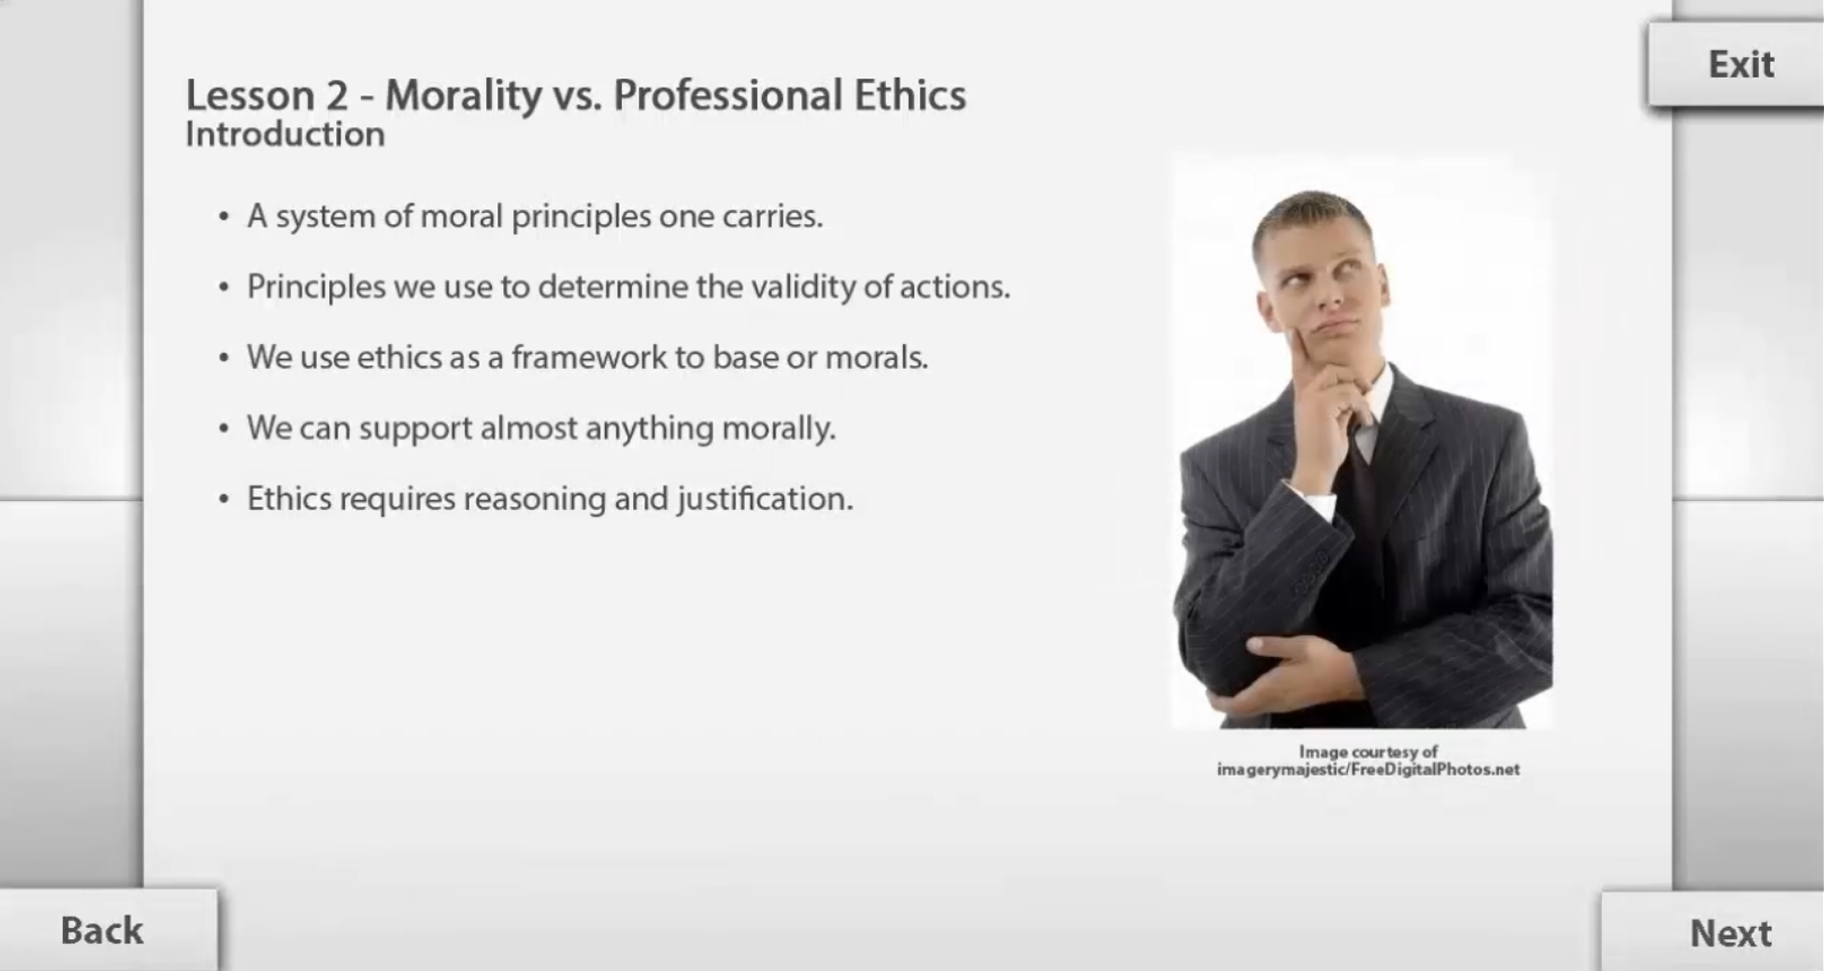 Exit
Lesson 2 - Morality vs. Professional Ethics
Introduction
• A system of moral principles one carries.
• Principles we use to determine the validity of actions.
• We use ethics as a framework to base or morals.
• We can support almost anything morally.
• Ethics requires reasoning and justification.
Image courtesy of
imagerymajestic/FreeDigitalPhotos.net
Back
Next